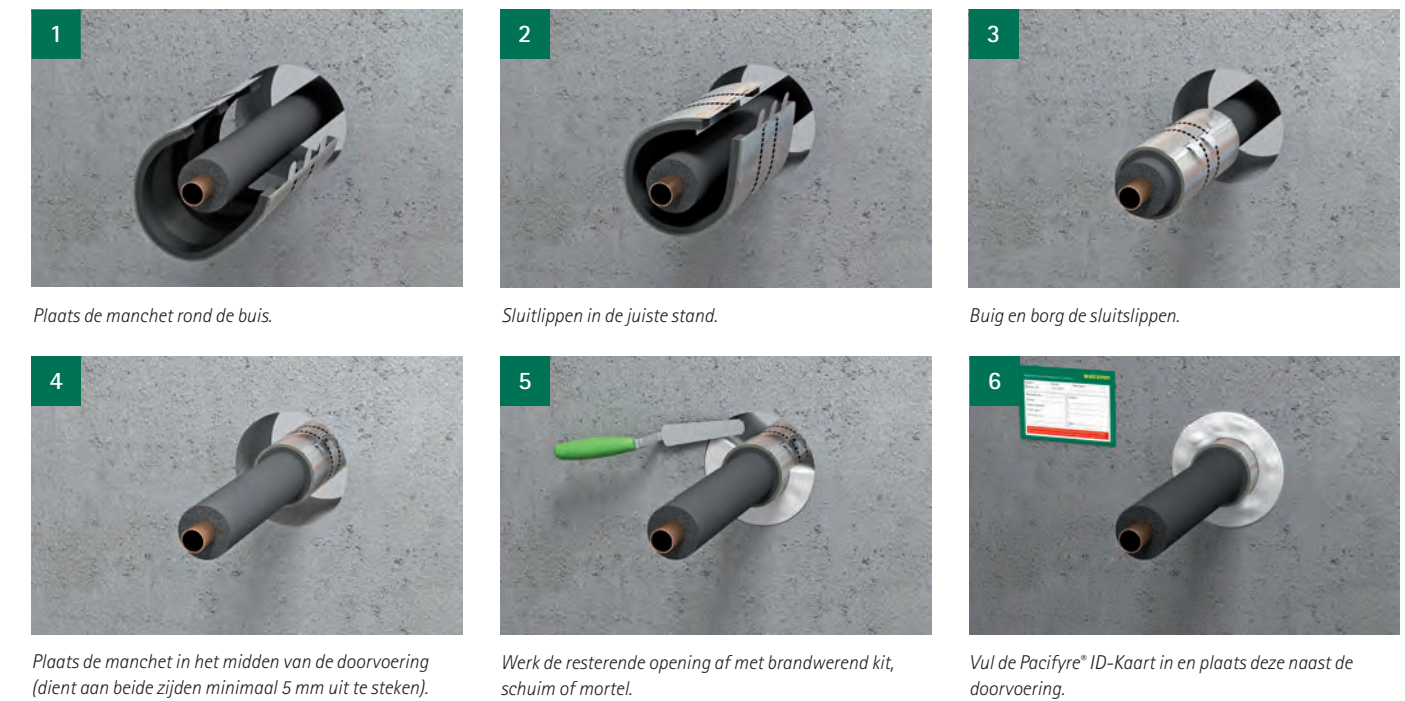 1
2
3
Plaats de manchet rond de buis.
Sluitlippen in de juiste stand.
Buig en borg de sluitslippen.
4
5
6
Plaats de manchet in het midden van de doorvoering
(dient aan beide zijden minimaal 5 mm uit te steken).
Werk de resterende opening af met brandwerend kit,
schuim of mortel.
Vul de Pacifyre® ID-Kaart in en plaats deze naast de
doorvoering.